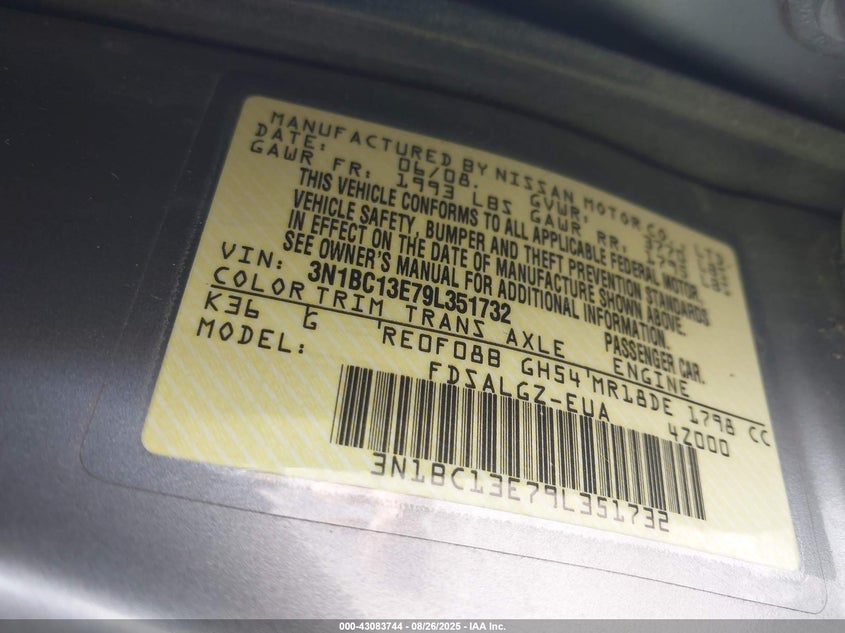 MANUFACTURED BY NISSAN MOTOR CO.,
DATE: 06/08. GVWR:
GAWR FR: 1993 LBS GAWR RR:
THIS VEHICLE CONFORMS TO ALL APPLICABLE FEDERAL MOTOR
VEHICLE SAFETY, BUMPER AND THEFT PREVENTION STANDARDS
IN EFFECT ON THE DATE OF MANUFACTURE SHOWN ABOVE.
SEE OWNER'S MANUAL FOR ADDITIONAL INFORMATION.
VIN: 3N1BC13E79L351732 PASSENGER CAR.
COLOR TRIM TRANS AXLE ENGINE
K36 G RE0F08B GH54 MR18DE 1798 CC
MODEL: FDSALGZ-EUA
4Z000
3N1BC13E79L351732
000-43083744 - 08/26/2025 - IAA Inc.